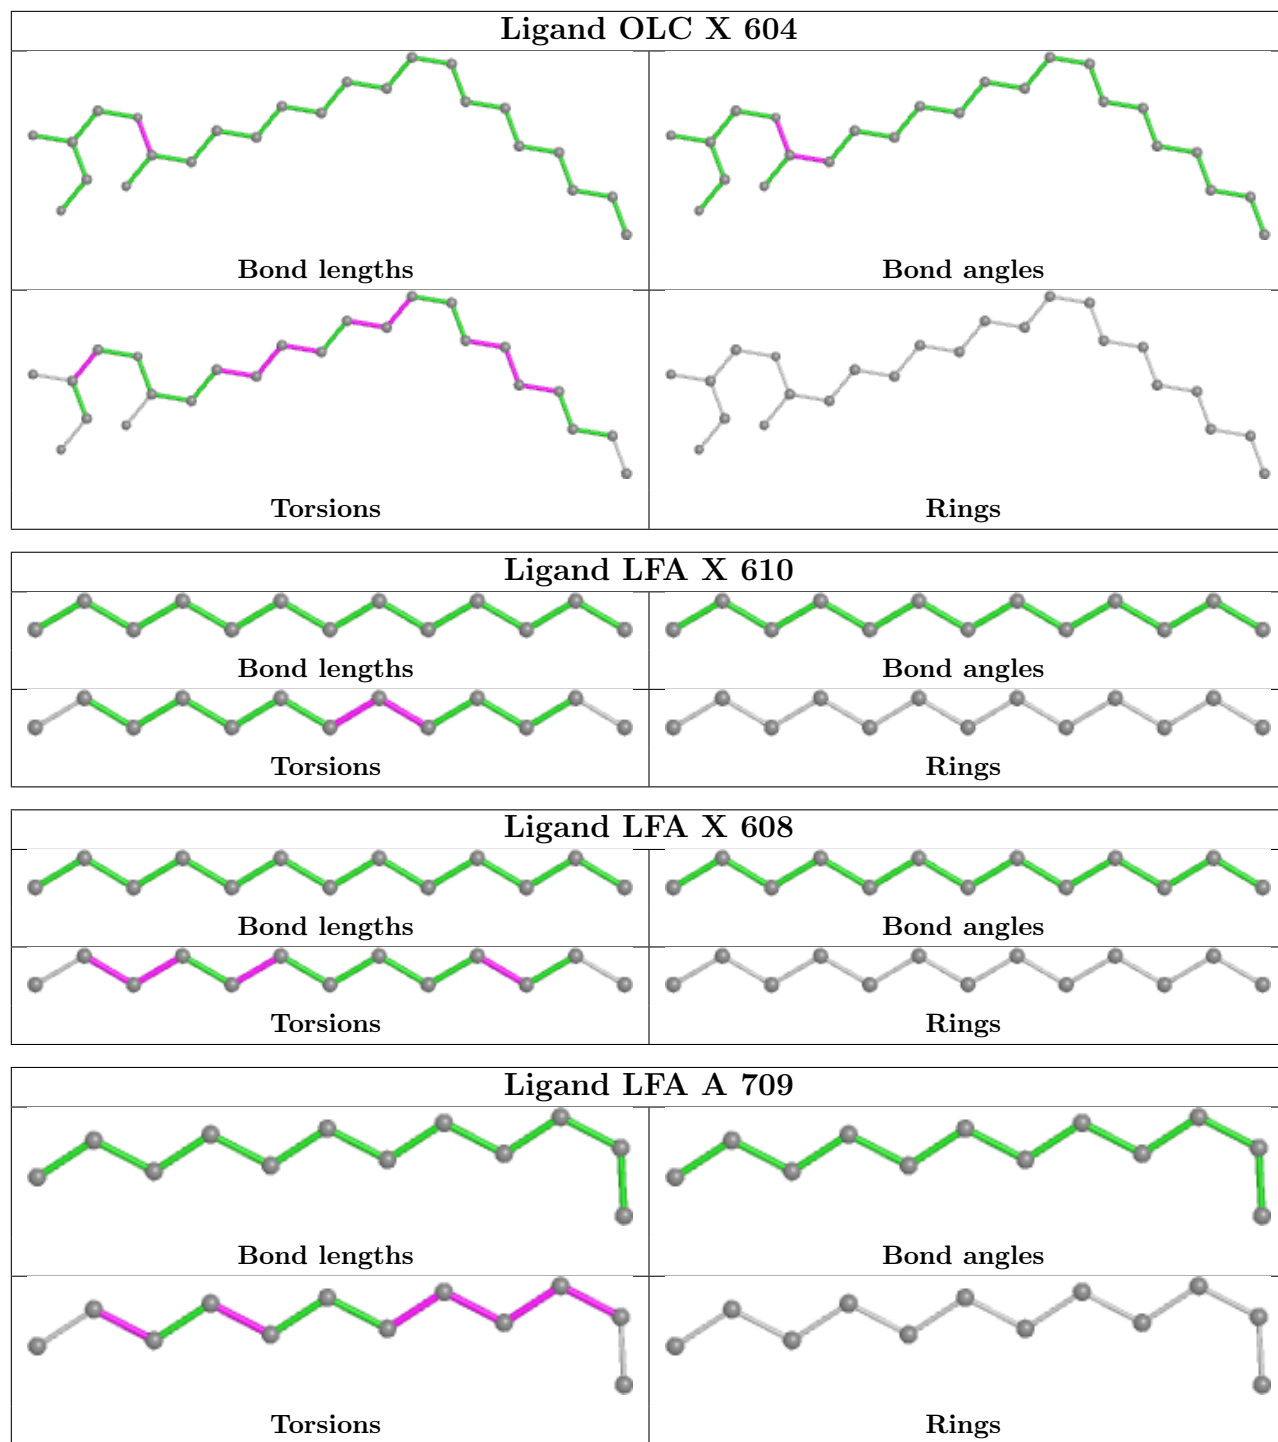 Ligand OLC X 604
Bond lengths
Bond angles
Torsions
Rings
Ligand LFA X 610
Bond lengths
Bond angles
Torsions
Rings
Ligand LFA X 608
Bond lengths
Bond angles
Torsions
Rings
Ligand LFA A 709
Bond lengths
Bond angles
Torsions
Rings